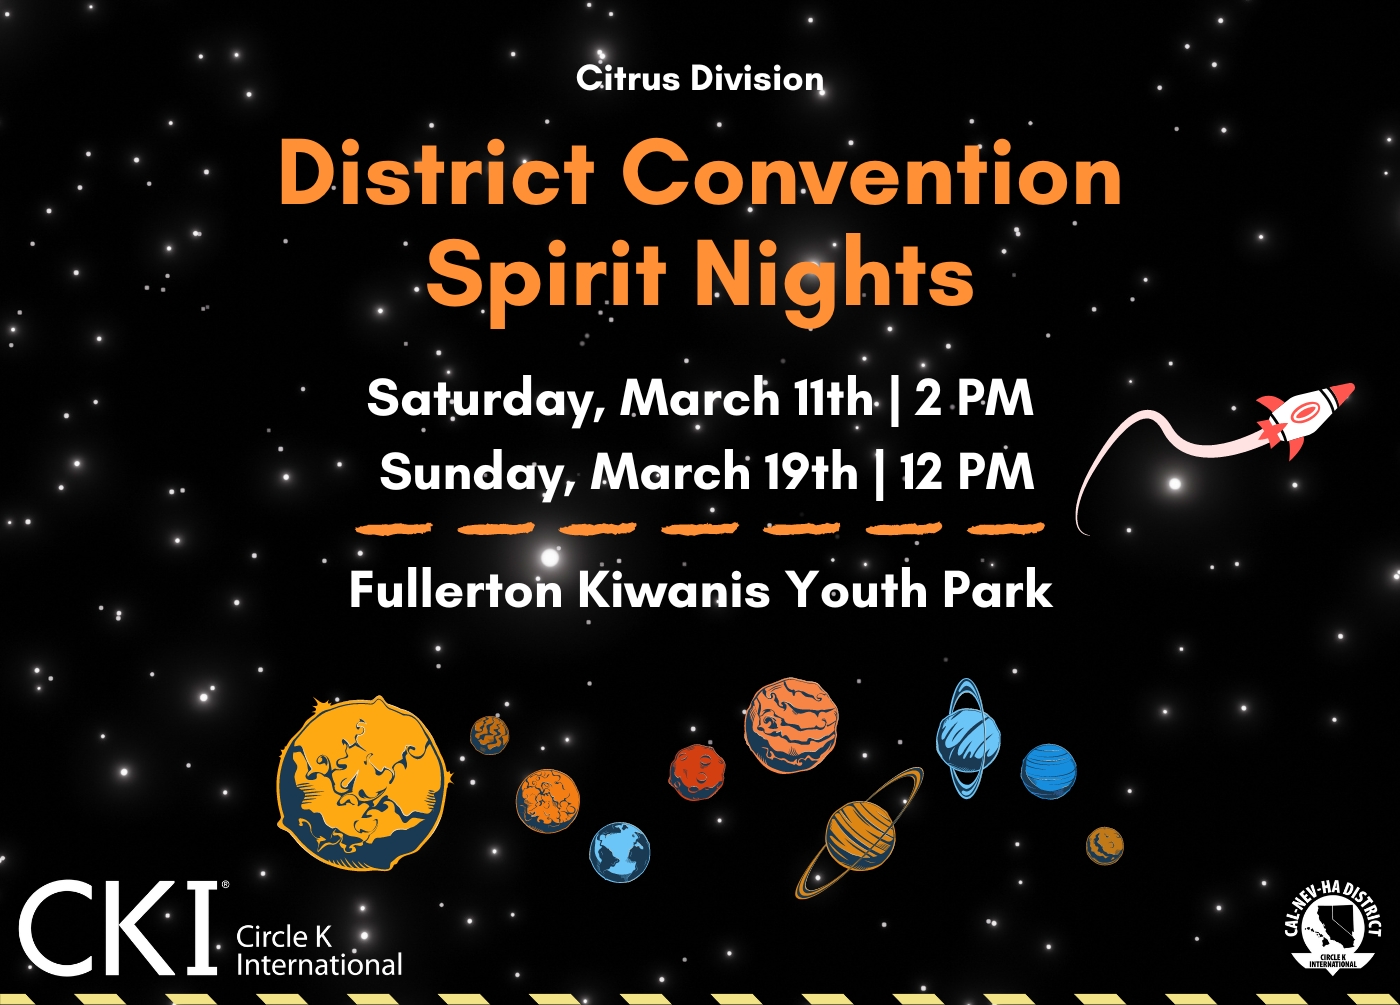 Citrus Division
District Convention
Spirit Nights
Saturday, March 11th | 2 PM
Sunday, March 19th | 12 PM
Fullerton Kiwanis Youth Park
CKI®
Circle K
International
CAL-NEV-HA DISTRICT
CIRCLE K
INTERNATIONAL